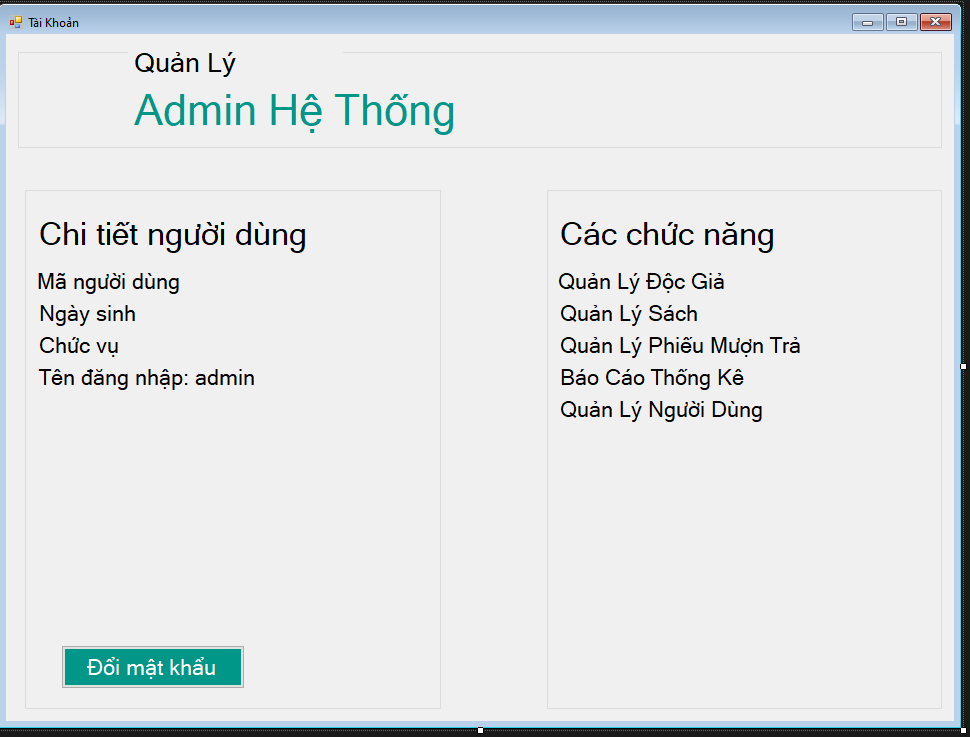 Tài Khoản
Quản Lý
Admin Hệ Thống
Chi tiết người dùng
Mã người dùng
Ngày sinh
Chức vụ
Tên đăng nhập: admin
Đổi mật khẩu
Các chức năng
Quản Lý Độc Giả
Quản Lý Sách
Quản Lý Phiếu Mượn Trả
Báo Cáo Thống Kê
Quản Lý Người Dùng